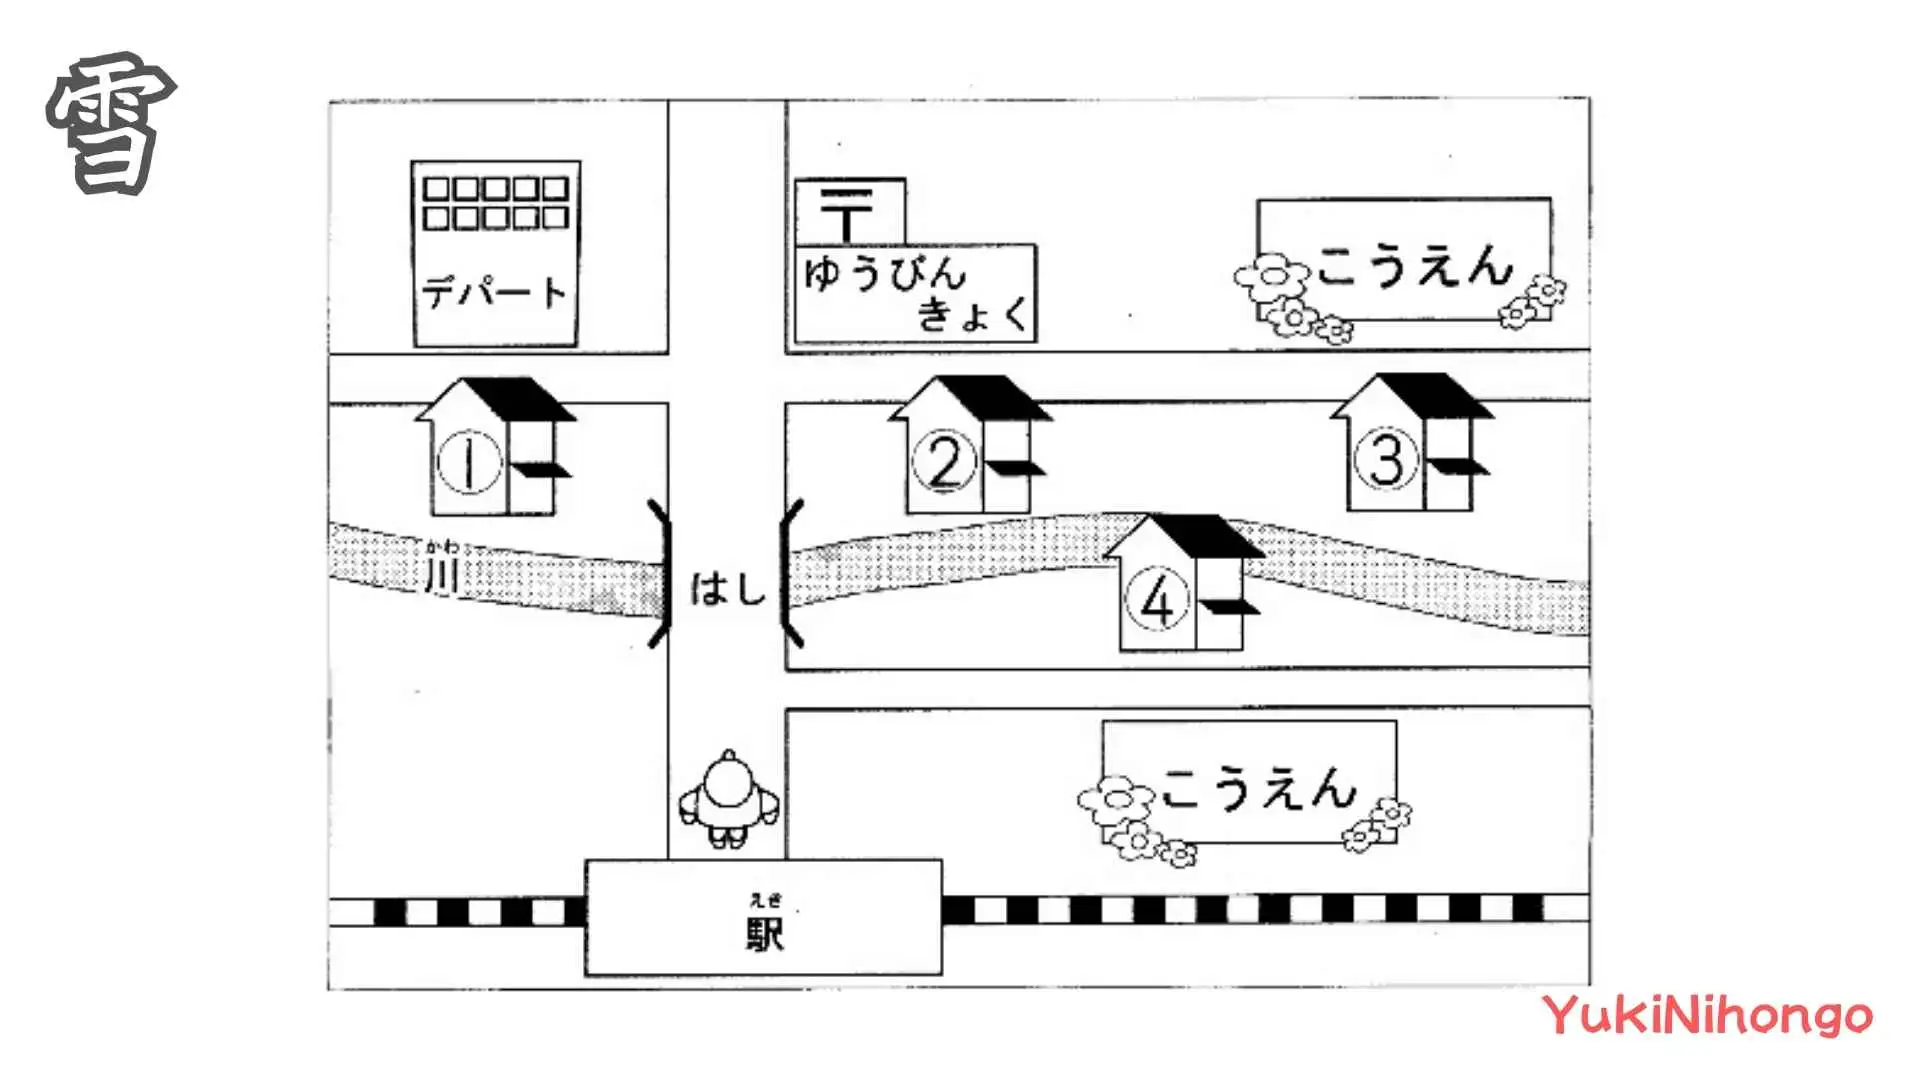 雪
デパート
〒
ゆうびん
きょく
こうえん
①
②
③
かわ
川
はし
④
こうえん
えき
駅
YukiNihongo